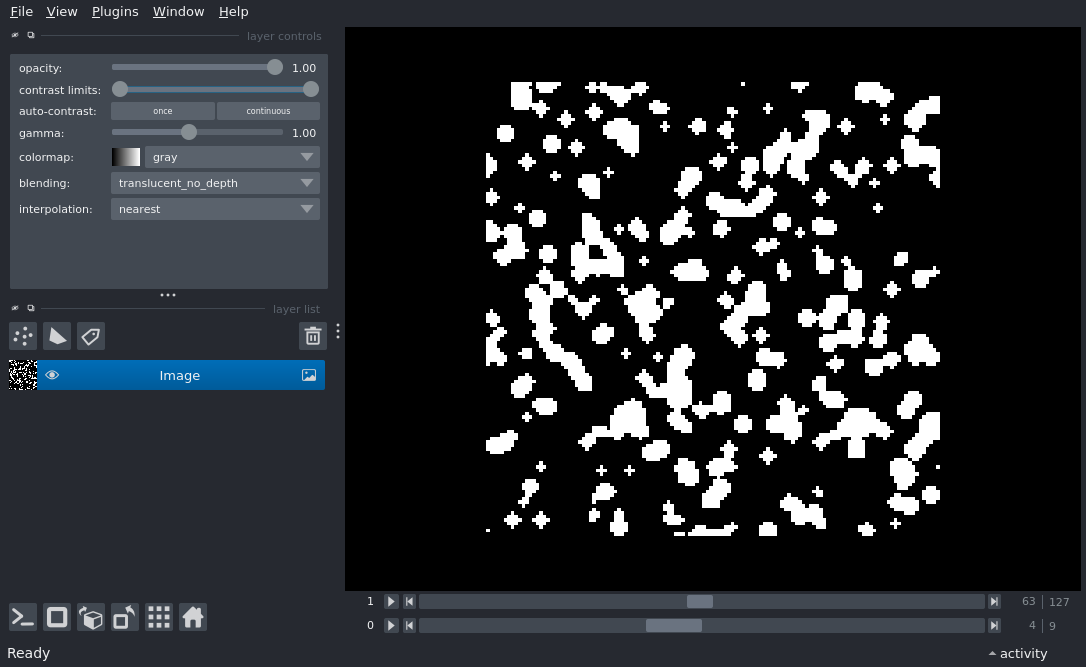 File View Plugins Window Help
layer controls
opacity: 1.00
contrast limits:
auto-contrast: once continuous
gamma: 1.00
colormap: gray
blending: translucent_no_depth
interpolation: nearest
layer list
Image
1 63 127
0 4 9
Ready activity